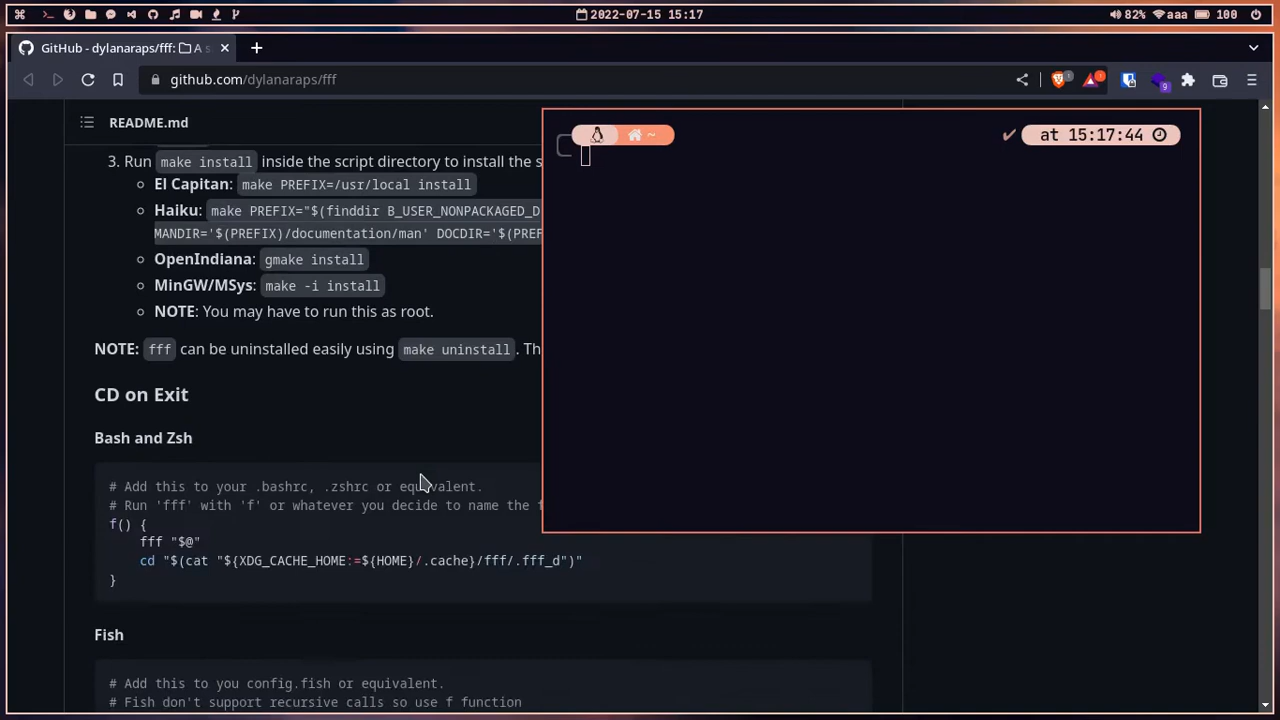 2022-07-15 15:17
82%
aaa
100
GitHub - dylanaraps/fff: A s
github.com/dylanaraps/fff
1
1
9
README.md
3. Run make install inside the script directory to install the s
El Capitan: make PREFIX=/usr/local install
Haiku: make PREFIX="$(finddir B_USER_NONPACKAGED_D
MANDIR='$(PREFIX)/documentation/man' DOCDIR='$(PREF
OpenIndiana: gmake install
MinGW/MSys: make -i install
NOTE: You may have to run this as root.
NOTE: fff can be uninstalled easily using make uninstall. Th
CD on Exit
Bash and Zsh
# Add this to your .bashrc, .zshrc or equivalent.
# Run 'fff' with 'f' or whatever you decide to name the f
f() {
fff "$@"
cd "$(cat "${XDG_CACHE_HOME:=${HOME}/.cache}/fff/.fff_d")"
}
Fish
# Add this to you config.fish or equivalent.
# Fish don't support recursive calls so use f function
~
✔ at 15:17:44